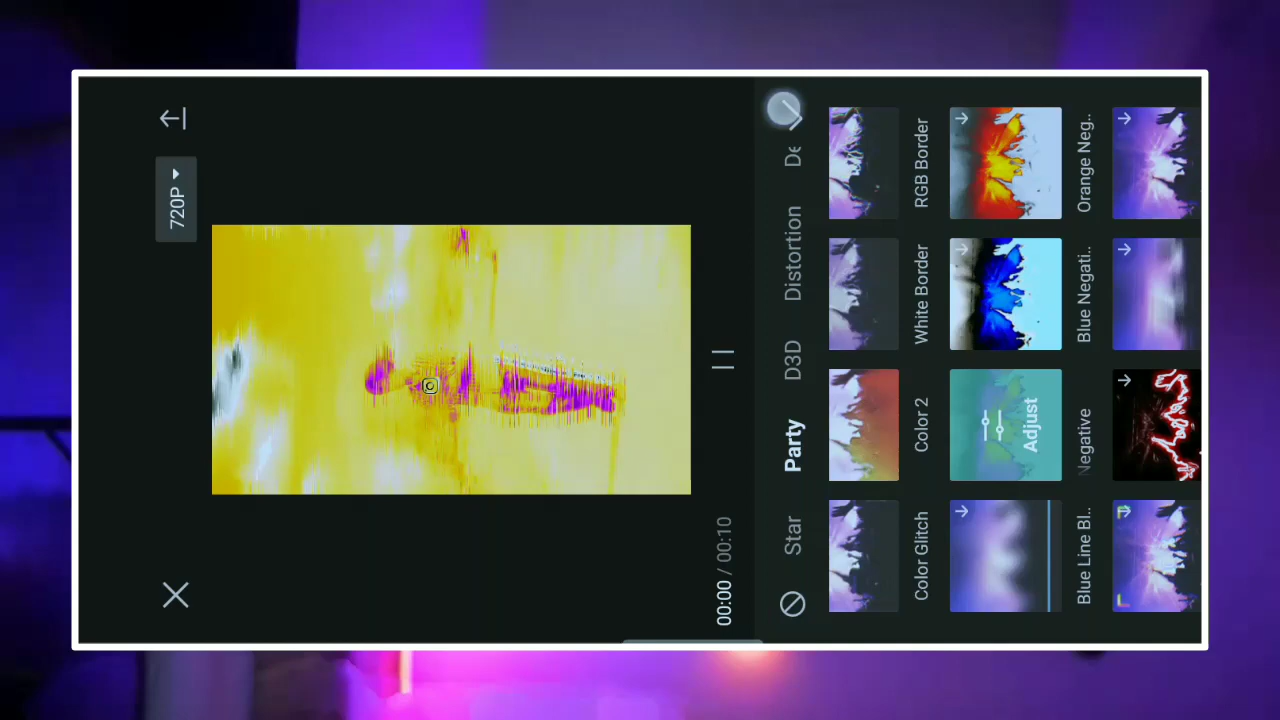 720P
00:00 / 00:10
Star
Party
D3D
Distortion
De
Color Glitch
Color 2
White Border
RGB Border
Adjust
Blue Line Bl..
Negative
Blue Negati..
Orange Neg..